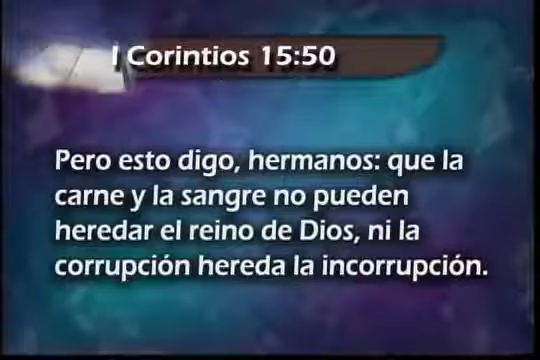 I Corintios 15:50
Pero esto digo, hermanos: que la
carne y la sangre no pueden
heredar el reino de Dios, ni la
corrupción hereda la incorrupción.